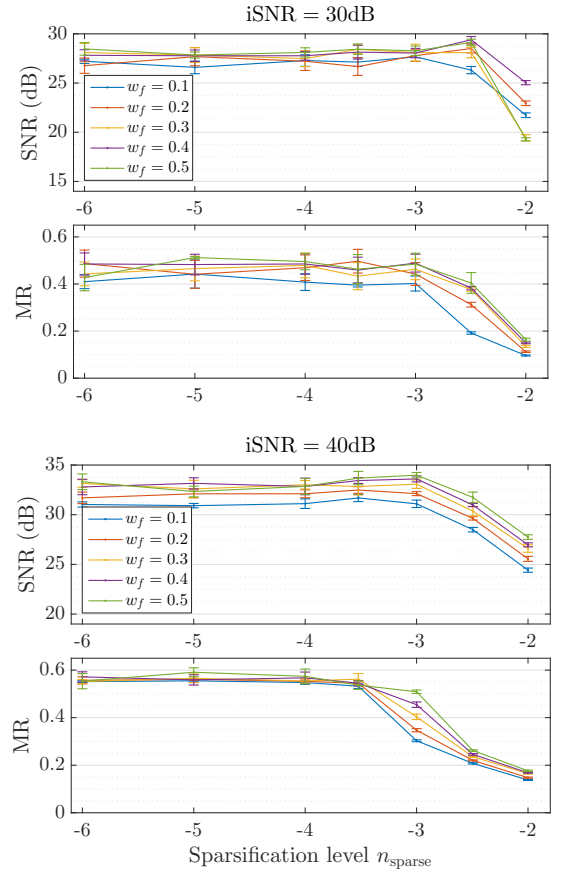 iSNR = 30dB
30
25
20
15
SNR (dB)
w_f = 0.1
w_f = 0.2
w_f = 0.3
w_f = 0.4
w_f = 0.5
-6 -5 -4 -3 -2
0.6
0.4
0.2
0
MR
-6 -5 -4 -3 -2
iSNR = 40dB
35
30
25
20
SNR (dB)
w_f = 0.1
w_f = 0.2
w_f = 0.3
w_f = 0.4
w_f = 0.5
-6 -5 -4 -3 -2
0.6
0.4
0.2
0
MR
-6 -5 -4 -3 -2
Sparsification level n_sparse